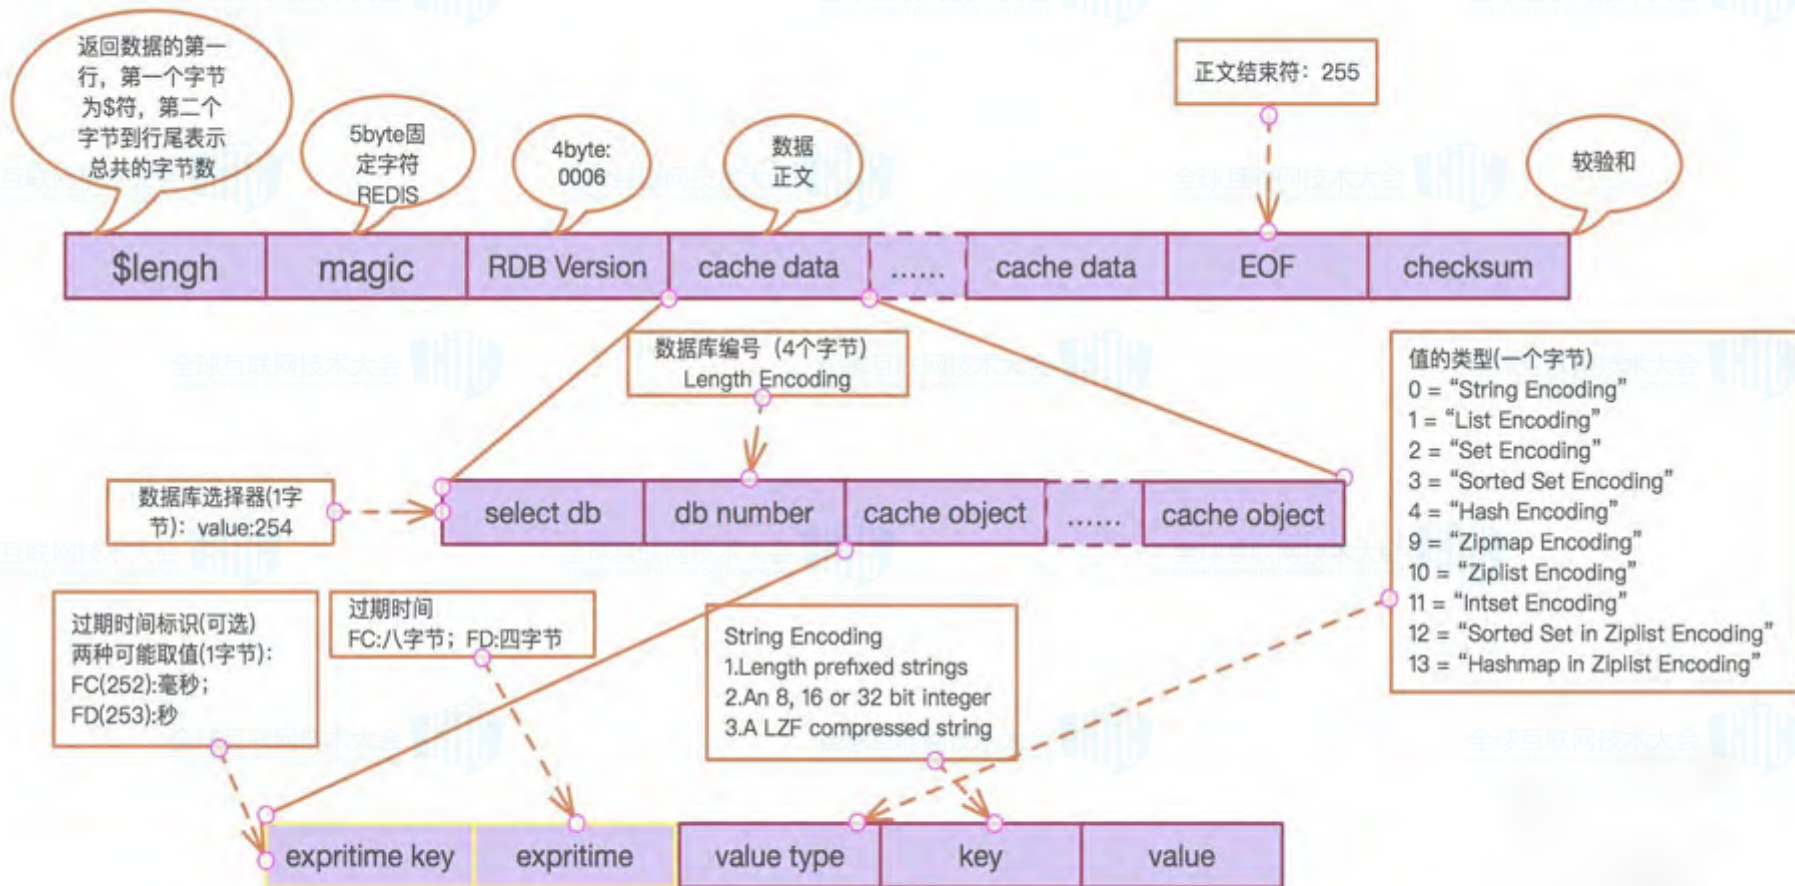 返回数据的第一
行，第一个字节
为$符，第二个
字节到行尾表示
总共的字节数
5byte固
定字符
REDIS
4byte:
0006
数据
正文
正文结束符：255
较验和
$lengh
magic
RDB Version
cache data
......
cache data
EOF
checksum
数据库编号（4个字节）
Length Encoding
值的类型(一个字节)
0 = “String Encoding”
1 = “List Encoding”
2 = “Set Encoding”
3 = “Sorted Set Encoding”
4 = “Hash Encoding”
9 = “Zipmap Encoding”
10 = “Ziplist Encoding”
11 = “Intset Encoding”
12 = “Sorted Set in Ziplist Encoding”
13 = “Hashmap in Ziplist Encoding”
数据库选择器(1字
节)：value:254
select db
db number
cache object
......
cache object
过期时间标识(可选)
两种可能取值(1字节)：
FC(252):毫秒；
FD(253):秒
过期时间
FC:八字节；FD:四字节
String Encoding
1.Length prefixed strings
2.An 8, 16 or 32 bit integer
3.A LZF compressed string
expritime key
expritime
value type
key
value
全球互联网技术大会